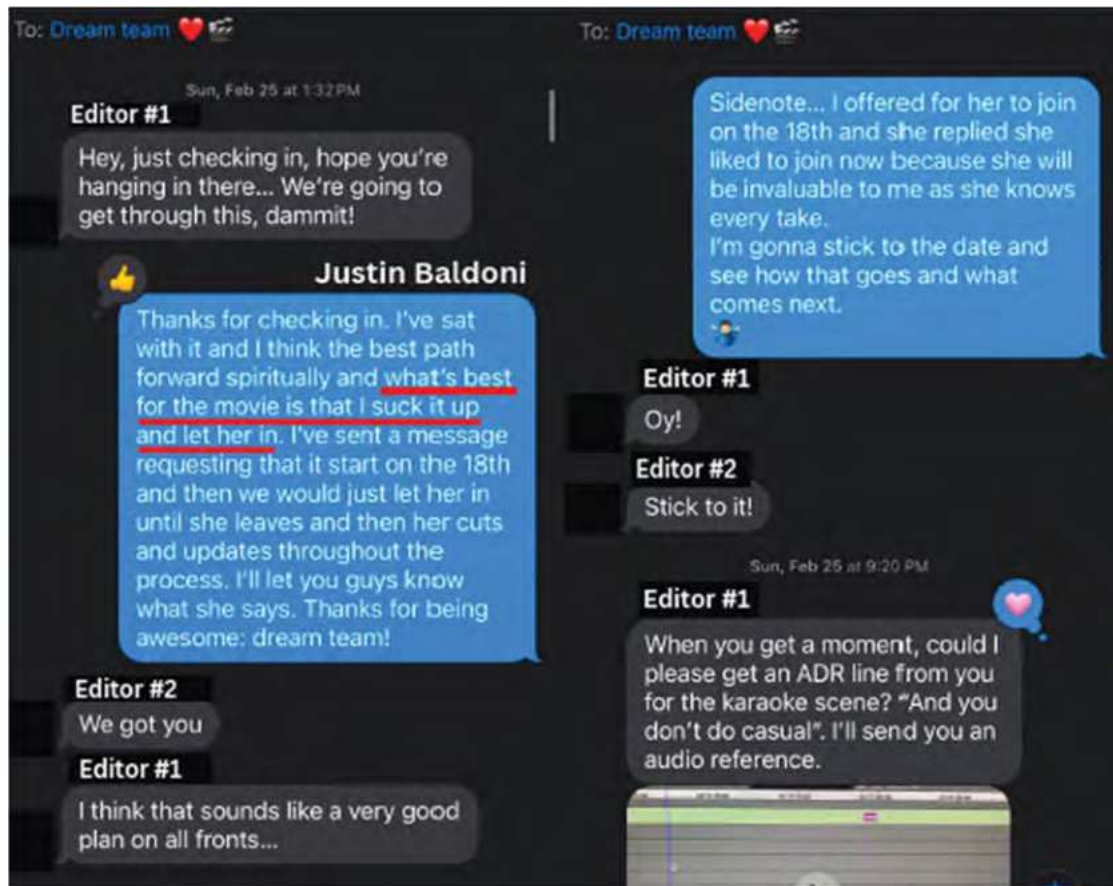 To: Dream team ❤️🎬
Sun, Feb 25 at 1:32 PM
Editor #1
Hey, just checking in, hope you're
hanging in there... We're going to
get through this, dammit!
Justin Baldoni
Thanks for checking in. I've sat
with it and I think the best path
forward spiritually and what's best
for the movie is that I suck it up
and let her in. I've sent a message
requesting that it start on the 18th
and then we would just let her in
until she leaves and then her cuts
and updates throughout the
process. I'll let you guys know
what she says. Thanks for being
awesome: dream team!
Editor #2
We got you
Editor #1
I think that sounds like a very good
plan on all fronts...
To: Dream team ❤️🎬
Sidenote... I offered for her to join
on the 18th and she replied she
liked to join now because she will
be invaluable to me as she knows
every take.
I'm gonna stick to the date and
see how that goes and what
comes next.
Editor #1
Oy!
Editor #2
Stick to it!
Sun, Feb 25 at 9:20 PM
Editor #1
When you get a moment, could I
please get an ADR line from you
for the karaoke scene? "And you
don't do casual". I'll send you an
audio reference.